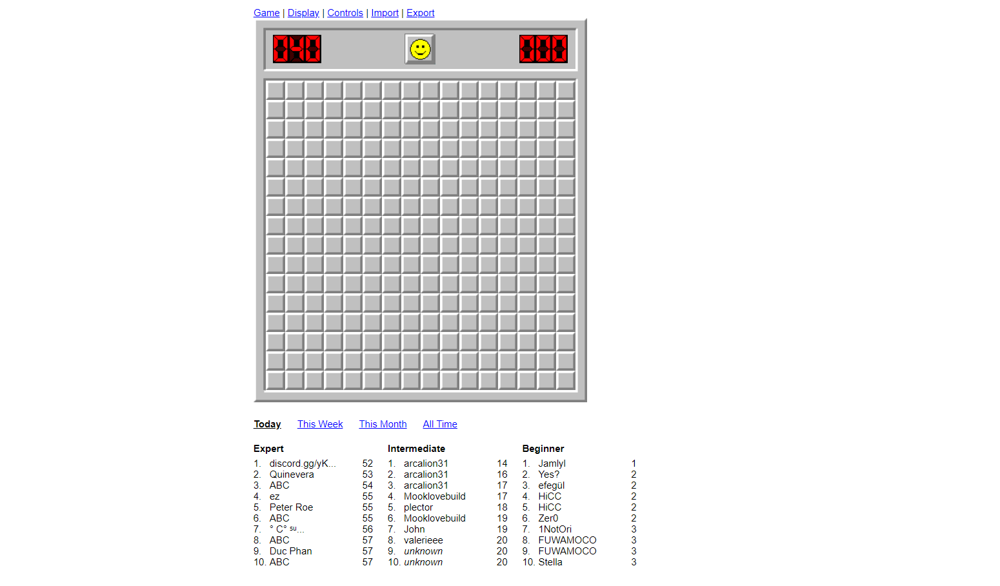 Game | Display | Controls | Import | Export
040 000
Today This Week This Month All Time
Expert Intermediate Beginner
1. discord.gg/yK... 52 1. arcalion31 14 1. Jamlyl 1
2. Quinevera 53 2. arcalion31 16 2. Yes? 2
3. ABC 54 3. arcalion31 17 3. efegül 2
4. ez 55 4. Mooklovebuild 17 4. HiCC 2
5. Peter Roe 55 5. plector 18 5. HiCC 2
6. ABC 55 6. Mooklovebuild 19 6. Zer0 2
7. ° C° ˢᵘ... 56 7. John 19 7. 1NotOri 3
8. ABC 57 8. valerieee 20 8. FUWAMOCO 3
9. Duc Phan 57 9. unknown 20 9. FUWAMOCO 3
10. ABC 57 10. unknown 20 10. Stella 3